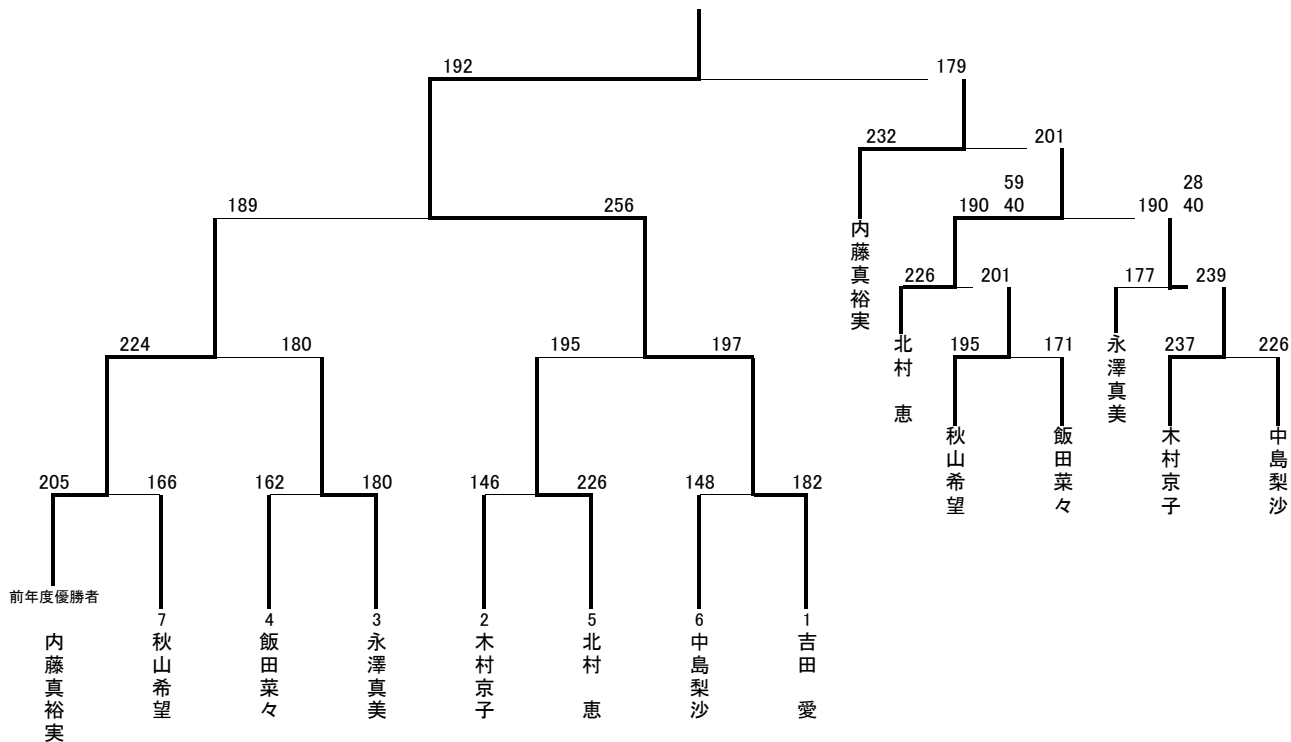 192
179
232
201
59
28
189
256
190
40
190
40
内藤真裕実
226
201
177
239
224
180
195
197
北村 恵
195
171
永澤真美
237
226
秋山希望
飯田菜々
木村京子
中島梨沙
205
166
162
180
146
226
148
182
前年度優勝者
内藤真裕実
7
秋山希望
4
飯田菜々
3
永澤真美
2
木村京子
5
北村 恵
6
中島梨沙
1
吉田 愛